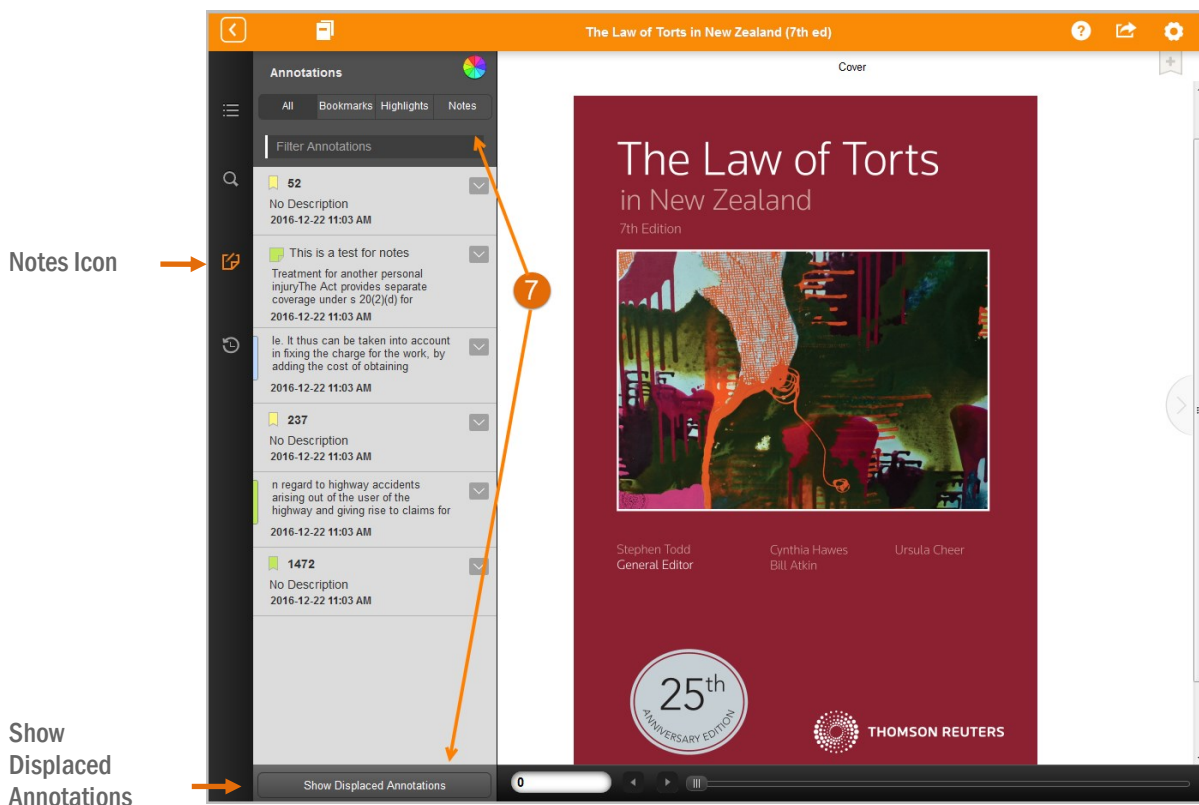 The Law of Torts in New Zealand (7th ed)
?
Annotations
All Bookmarks Highlights Notes
Filter Annotations
52
No Description
2016-12-22 11:03 AM
This is a test for notes
Treatment for another personal
injuryThe Act provides separate
coverage under s 20(2)(d) for
2016-12-22 11:03 AM
le. It thus can be taken into account
in fixing the charge for the work, by
adding the cost of obtaining
2016-12-22 11:03 AM
237
No Description
2016-12-22 11:03 AM
n regard to highway accidents
arising out of the user of the
highway and giving rise to claims for
2016-12-22 11:03 AM
1472
No Description
2016-12-22 11:03 AM
Show Displaced Annotations
Notes Icon
Show
Displaced
Annotations
7
Cover
The Law of Torts
in New Zealand
7th Edition
Stephen Todd
General Editor
Cynthia Hawes
Bill Atkin
Ursula Cheer
25th
ANNIVERSARY EDITION
THOMSON REUTERS
0